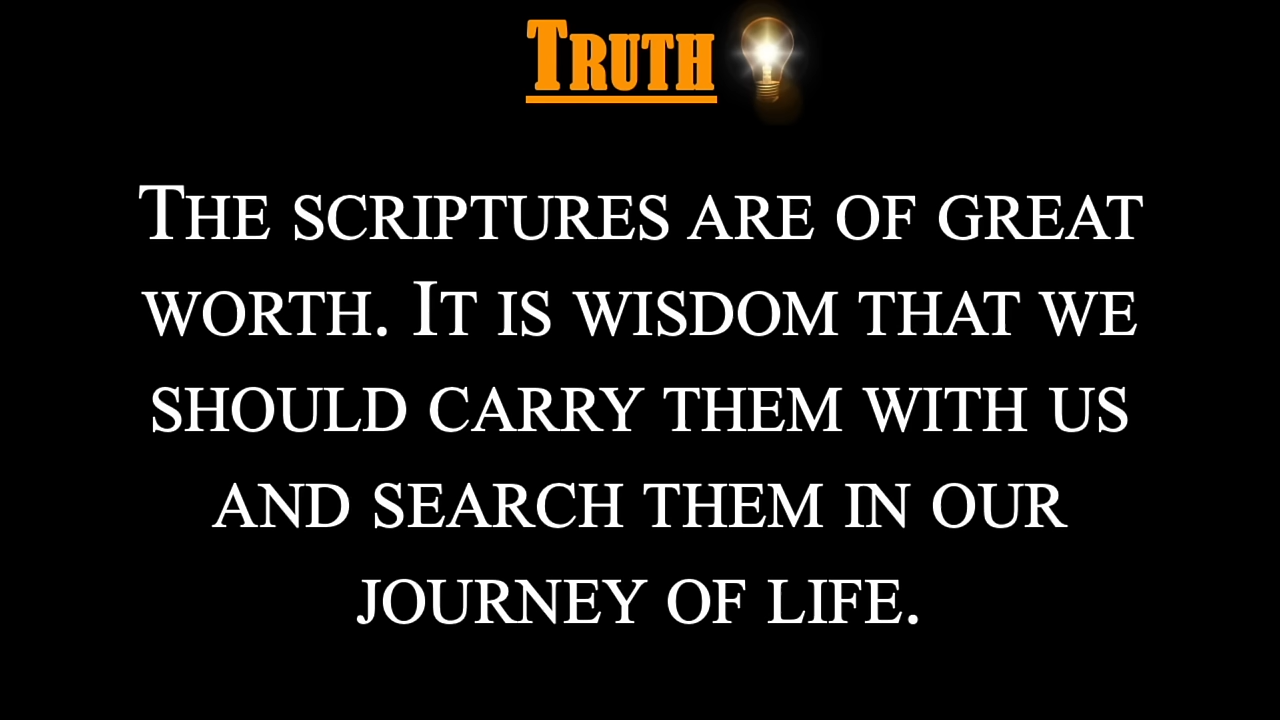 TRUTH
THE SCRIPTURES ARE OF GREAT
WORTH. IT IS WISDOM THAT WE
SHOULD CARRY THEM WITH US
AND SEARCH THEM IN OUR
JOURNEY OF LIFE.